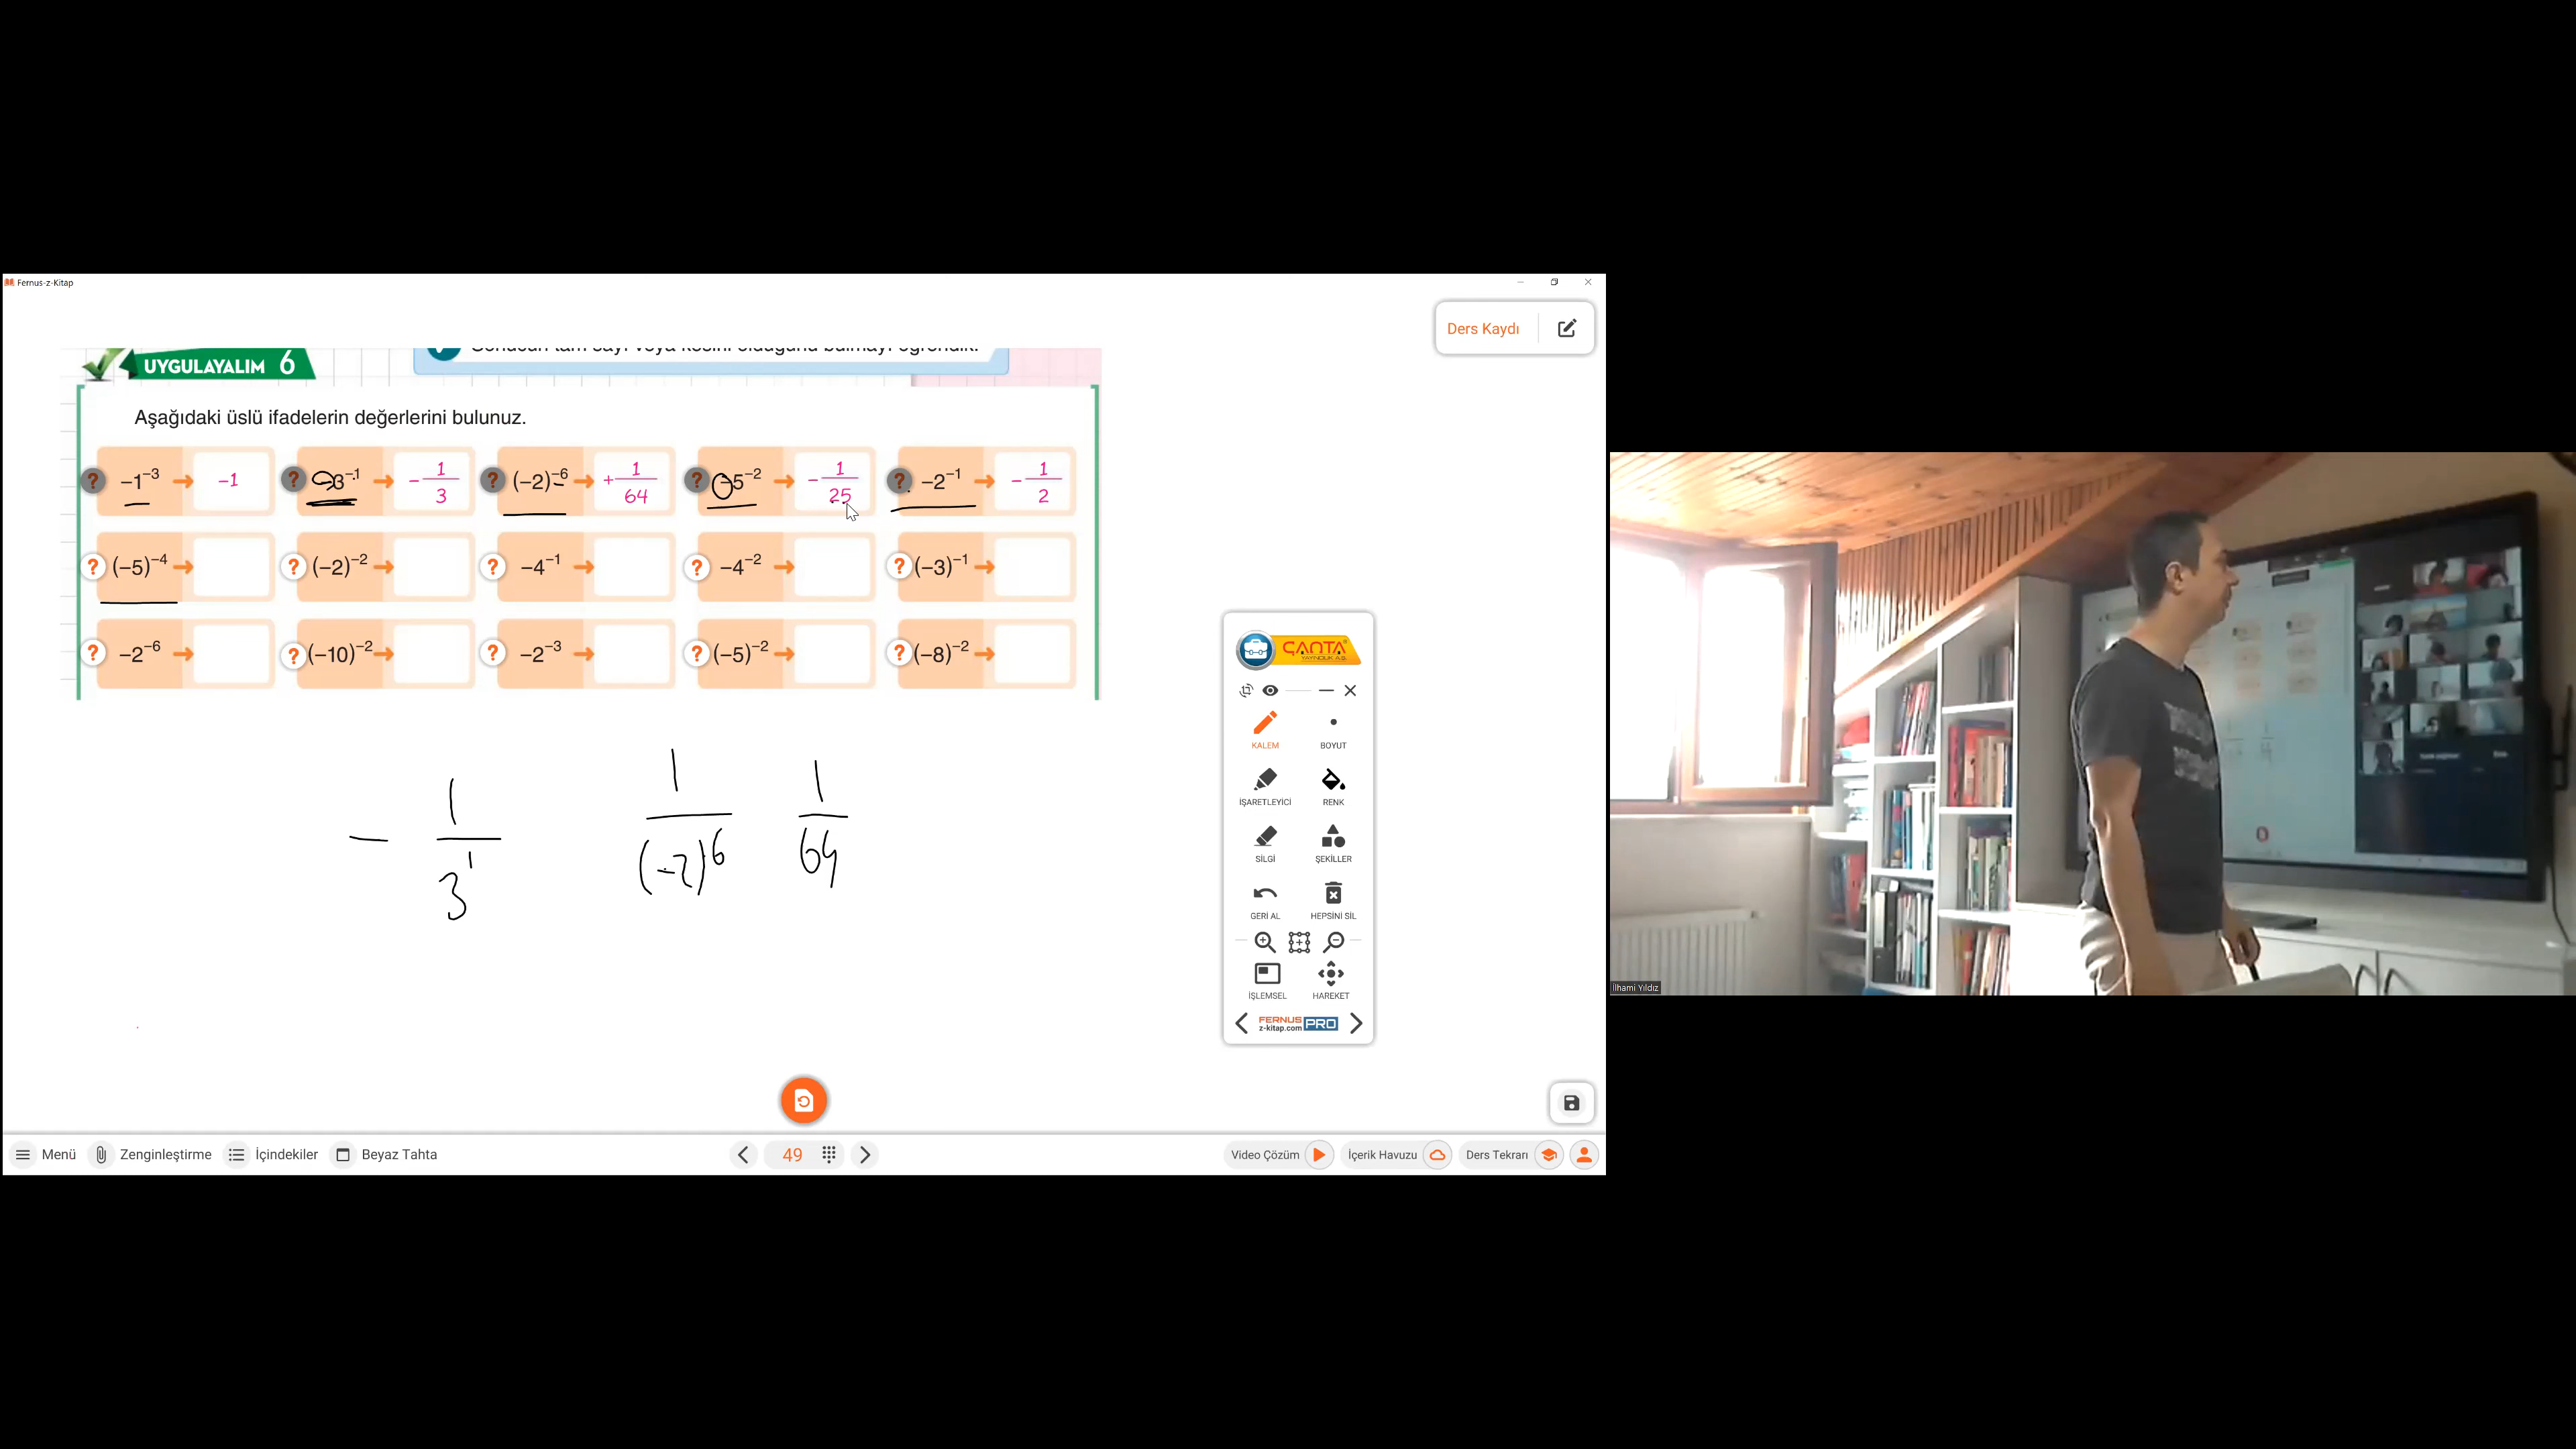 Fernus-z-Kitap
Ders Kaydı
UYGULAYALIM 6
Aşağıdaki üslü ifadelerin değerlerini bulunuz.
? −1⁻³ → −1 ? −3⁻¹ → −1/3 ? (−2)⁻⁶ → +1/64 ? −5⁻² → −1/25 ? −2⁻¹ → −1/2
? (−5)⁻⁴ → ? (−2)⁻² → ? −4⁻¹ → ? −4⁻² → ? (−3)⁻¹ →
? −2⁻⁶ → ? (−10)⁻² → ? −2⁻³ → ? (−5)⁻² → ? (−8)⁻² →
− 1/3¹ 1/(−2)⁶ 1/64
ÇANTA
YAYINCILIK A.Ş.
KALEM BOYUT
İŞARETLEYİCİ RENK
SİLGİ ŞEKİLLER
GERİ AL HEPSİNİ SİL
İŞLEMSEL HAREKET
FERNUS PRO
z-kitap.com
Menü Zenginleştirme İçindekiler Beyaz Tahta 49 Video Çözüm İçerik Havuzu Ders Tekrarı
İlhami Yıldız